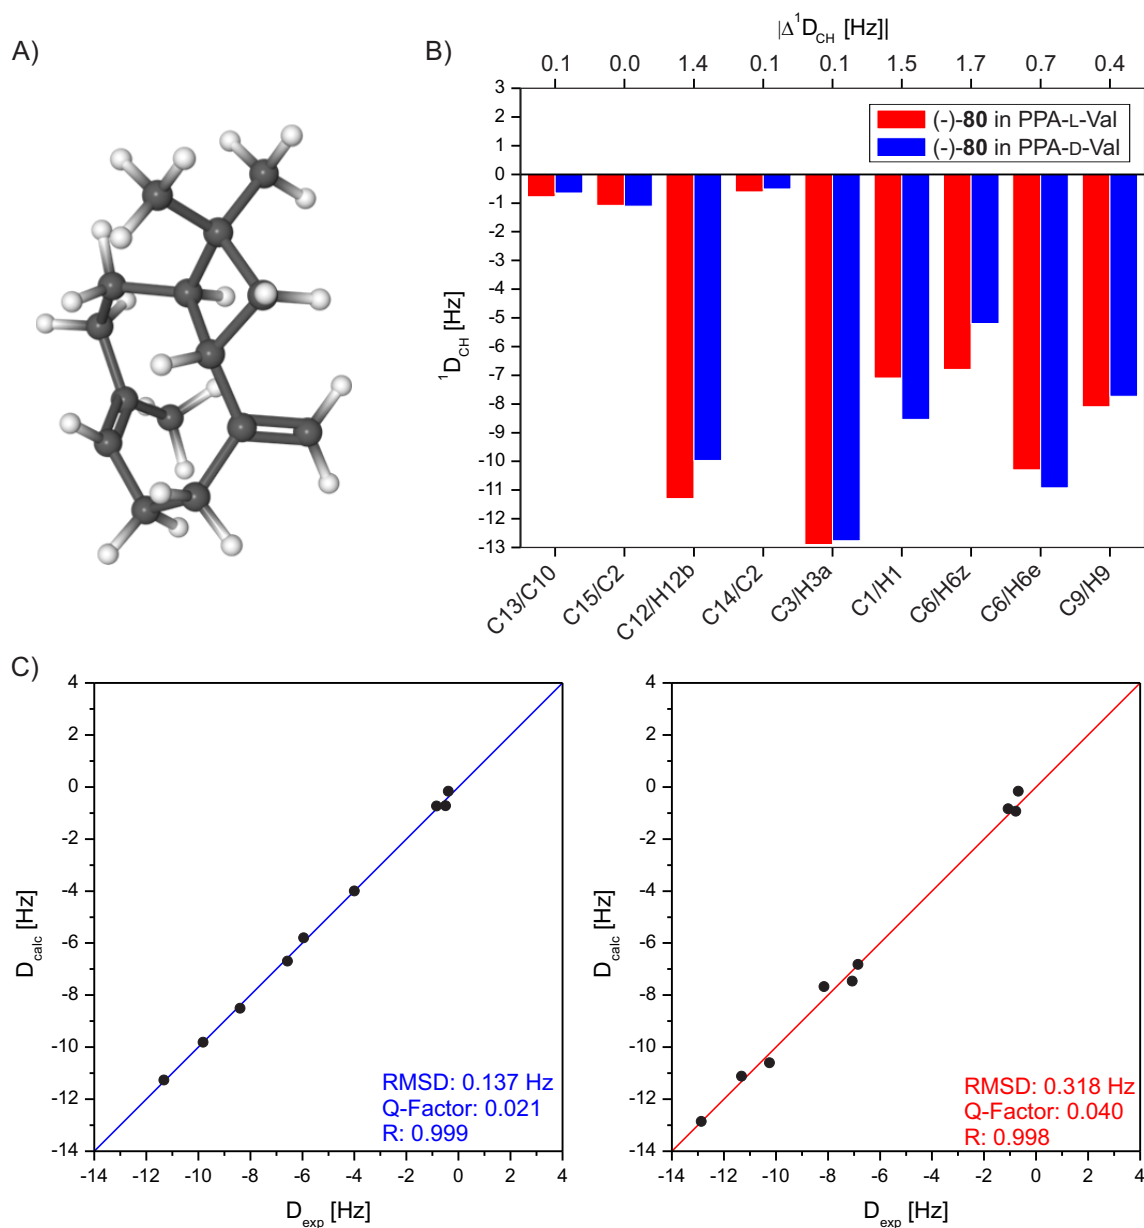 A)
B)
|Δ¹D_CH [Hz]|
0.1 0.0 1.4 0.1 0.1 1.5 1.7 0.7 0.4
(-)-80 in PPA-L-Val
(-)-80 in PPA-D-Val
3
2
1
0
-1
-2
-3
-4
-5
-6
-7
-8
-9
-10
-11
-12
-13
¹D_CH [Hz]
C13/C10
C15/C2
C12/H12b
C14/C2
C3/H3a
C1/H1
C6/H6z
C6/H6e
C9/H9
C)
4
2
0
-2
-4
-6
-8
-10
-12
-14
D_calc [Hz]
RMSD: 0.137 Hz
Q-Factor: 0.021
R: 0.999
-14 -12 -10 -8 -6 -4 -2 0 2 4
D_exp [Hz]
4
2
0
-2
-4
-6
-8
-10
-12
-14
D_calc [Hz]
RMSD: 0.318 Hz
Q-Factor: 0.040
R: 0.998
-14 -12 -10 -8 -6 -4 -2 0 2 4
D_exp [Hz]